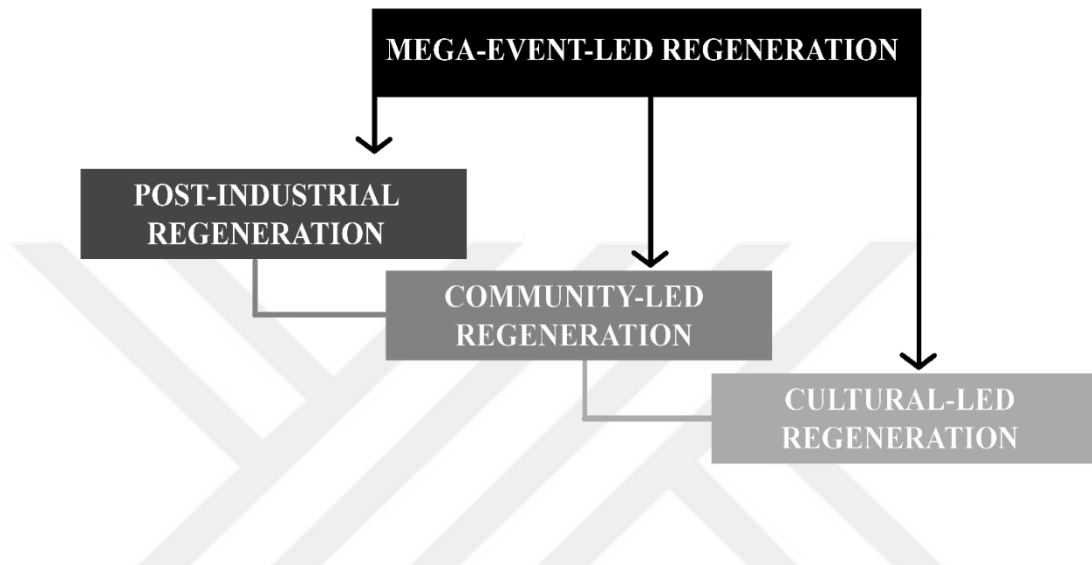 MEGA-EVENT-LED REGENERATION
POST-INDUSTRIAL
REGENERATION
COMMUNITY-LED
REGENERATION
CULTURAL-LED
REGENERATION